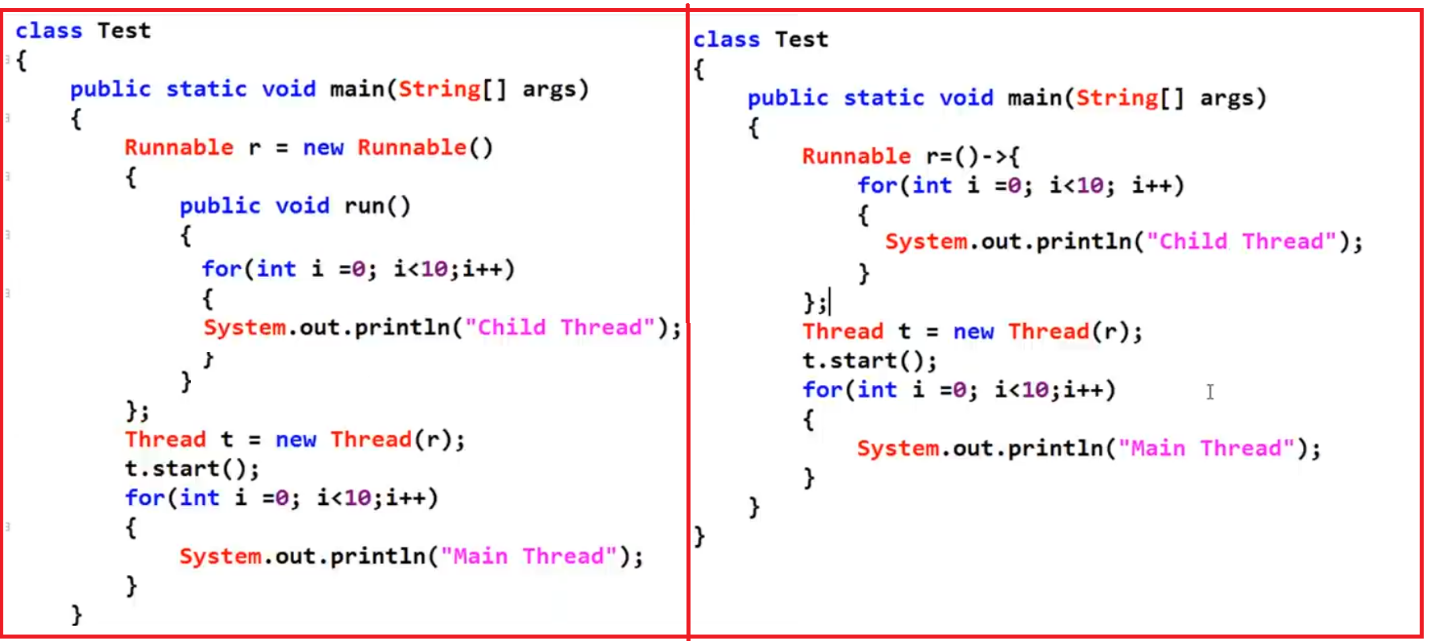 class Test
{
public static void main(String[] args)
{
Runnable r = new Runnable()
{
public void run()
{
for(int i =0; i<10;i++)
{
System.out.println("Child Thread");
}
}
};
Thread t = new Thread(r);
t.start();
for(int i =0; i<10;i++)
{
System.out.println("Main Thread");
}
}
class Test
{
public static void main(String[] args)
{
Runnable r=()->{
for(int i =0; i<10; i++)
{
System.out.println("Child Thread");
}
};
Thread t = new Thread(r);
t.start();
for(int i =0; i<10;i++)
{
System.out.println("Main Thread");
}
}
}